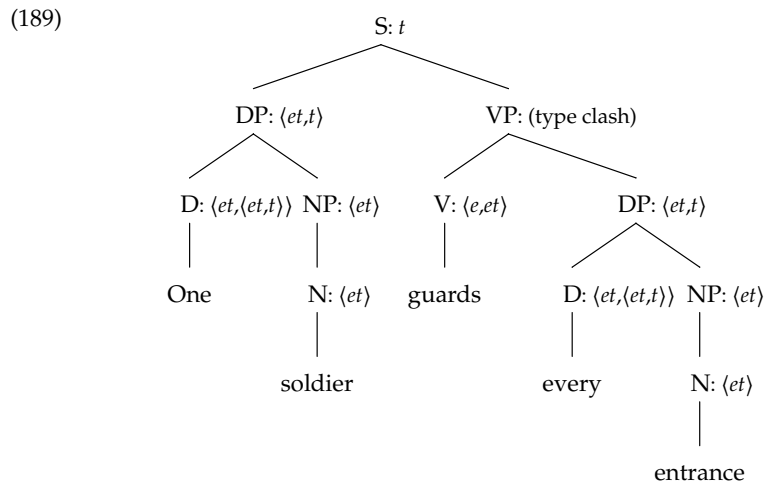 (189)
S: t
DP: ⟨et,t⟩ VP: (type clash)
D: ⟨et,⟨et,t⟩⟩ NP: ⟨et⟩ V: ⟨e,et⟩ DP: ⟨et,t⟩
One N: ⟨et⟩ guards D: ⟨et,⟨et,t⟩⟩ NP: ⟨et⟩
soldier every N: ⟨et⟩
entrance